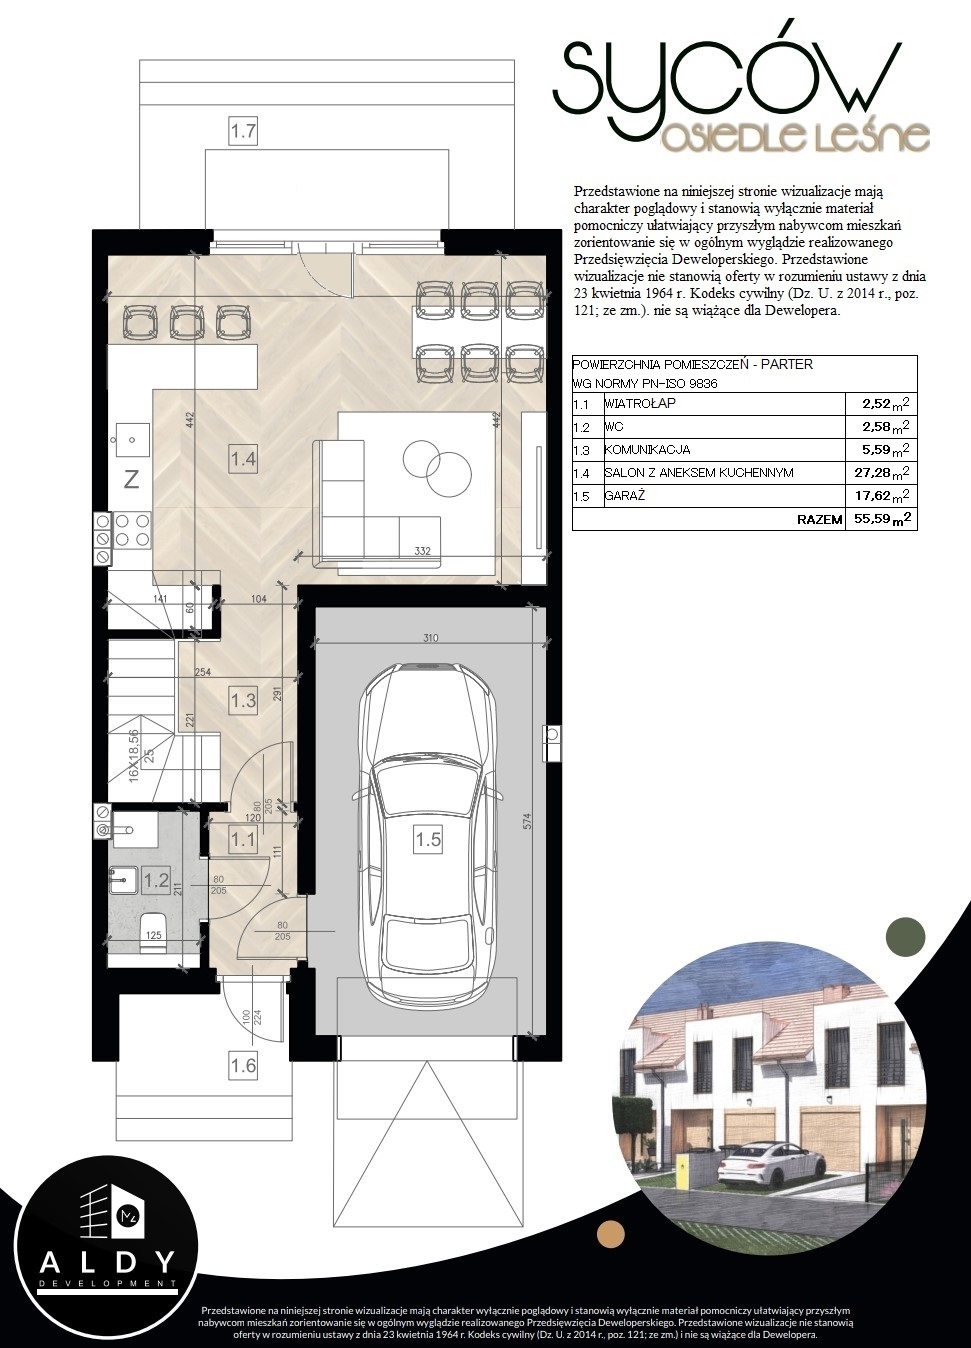 SYCÓW
OSIEDLE LEŚNE
Przedstawione na niniejszej stronie wizualizacje mają
charakter poglądowy i stanowią wyłącznie materiał
pomocniczy ułatwiający przyszłym nabywcom mieszkań
zorientowanie się w ogólnym wyglądzie realizowanego
Przedsięwzięcia Deweloperskiego. Przedstawione
wizualizacje nie stanowią oferty w rozumieniu ustawy z dnia
23 kwietnia 1964 r. Kodeks cywilny (Dz. U. z 2014 r., poz.
121; ze zm.). nie są wiążące dla Dewelopera.
POWIERZCHNIA POMIESZCZEŃ - PARTER
WG NORMY PN-ISO 9836
1.1 WIATROŁAP 2,52 m2
1.2 WC 2,58 m2
1.3 KOMUNIKACJA 5,59 m2
1.4 SALON Z ANEKSEM KUCHENNYM 27,28 m2
1.5 GARAŻ 17,62 m2
RAZEM 55,59 m2
1.7
442
442
1.4
Z
332
141
60
104
310
254
291
1.3
221
16X18,56
25
80
205
120
574
1.1
1.5
111
1.2
80
205
211
80
205
125
100
224
1.6
ALDY
DEVELOPMENT
Przedstawione na niniejszej stronie wizualizacje mają charakter wyłącznie poglądowy i stanowią wyłącznie materiał pomocniczy ułatwiający przyszłym
nabywcom mieszkań zorientowanie się w ogólnym wyglądzie realizowanego Przedsięwzięcia Deweloperskiego. Przedstawione wizualizacje nie stanowią
oferty w rozumieniu ustawy z dnia 23 kwietnia 1964 r. Kodeks cywilny (Dz. U. z 2014 r., poz. 121; ze zm.) i nie są wiążące dla Dewelopera.